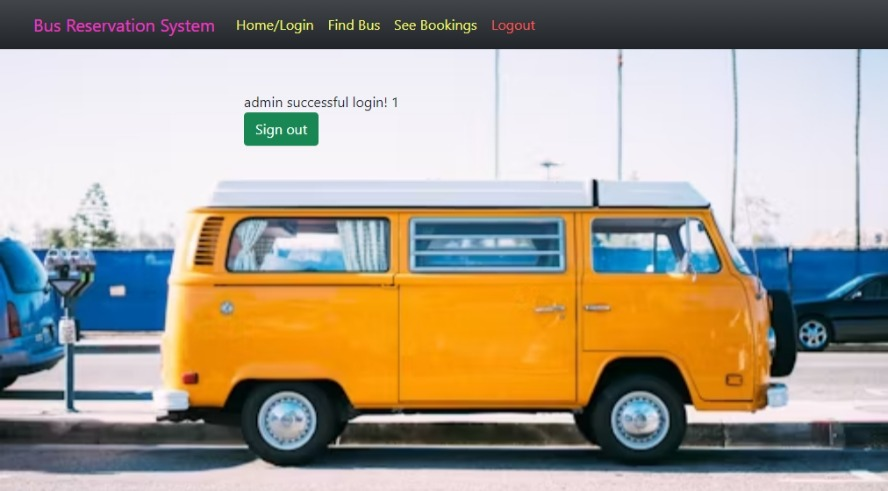 Bus Reservation System Home/Login Find Bus See Bookings Logout
admin successful login! 1
Sign out